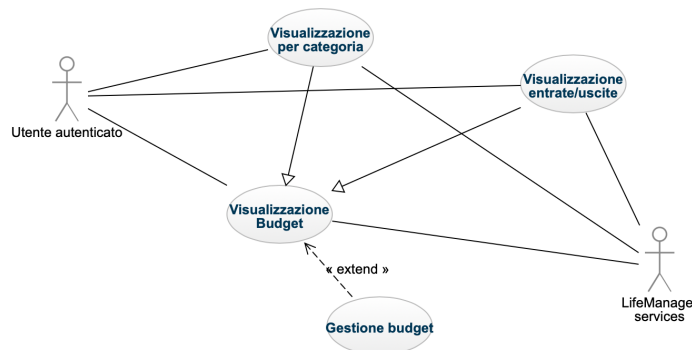 Visualizzazione
per categoria
Visualizzazione
entrate/uscite
Utente autenticato
Visualizzazione
Budget
« extend »
LifeManage
services
Gestione budget